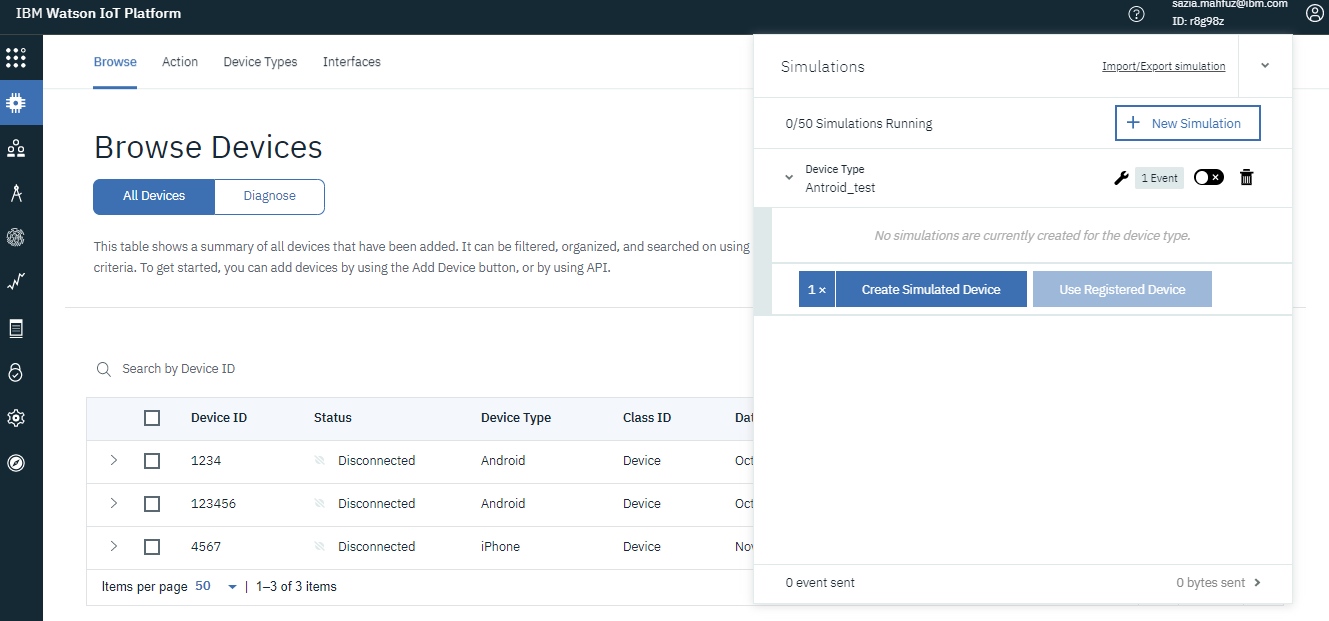 IBM Watson IoT Platform
sazia.mahfuz@ibm.com
ID: r8g98z
Browse Action Device Types Interfaces
Simulations
Import/Export simulation
0/50 Simulations Running
New Simulation
Browse Devices
Device Type
Antroid_test
1 Event
All Devices Diagnose
No simulations are currently created for the device type.
This table shows a summary of all devices that have been added. It can be filtered, organized, and searched on using
criteria. To get started, you can add devices by using the Add Device button, or by using API.
1 × Create Simulated Device Use Registered Device
Search by Device ID
Device ID Status Device Type Class ID
1234 Disconnected Android Device Oct
123456 Disconnected Android Device Oct
4567 Disconnected iPhone Device
Items per page 50 | 1–3 of 3 items
0 event sent 0 bytes sent